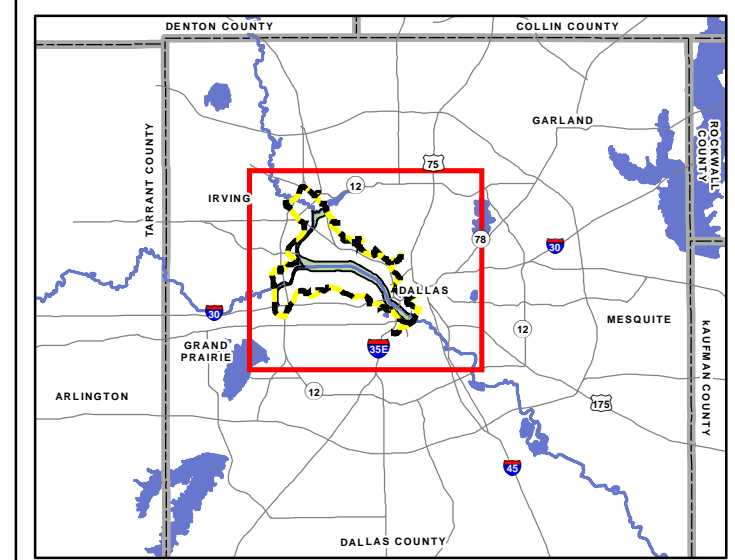 DENTON COUNTY
COLLIN COUNTY
GARLAND
ROCKWALL
COUNTY
TARRANT COUNTY
75
12
IRVING
78
30
DALLAS
30
MESQUITE
12
GRAND
PRAIRIE
35E
KAUFMAN COUNTY
12
ARLINGTON
175
45
DALLAS COUNTY